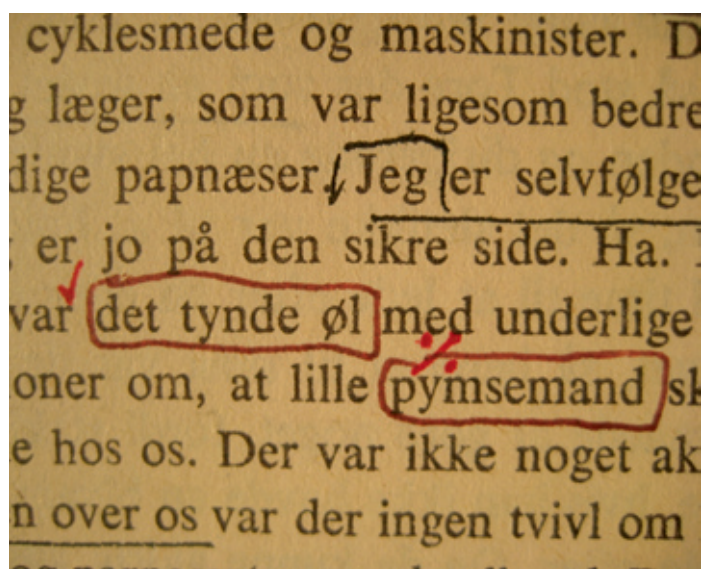 cyklesmede og maskinister. D
g læger, som var ligesom bedre
dige papnæser. Jeg er selvfølge
er jo på den sikre side. Ha.
var det tynde øl med underlige
oner om, at lille pymsemand sk
e hos os. Der var ikke noget ak
n over os var der ingen tvivl om